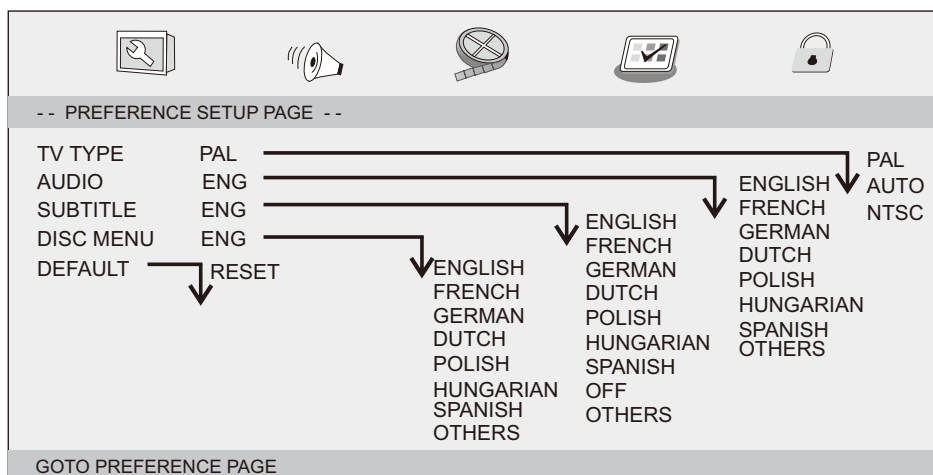 - - PREFERENCE SETUP PAGE - -
TV TYPE PAL
AUDIO ENG
SUBTITLE ENG
DISC MENU ENG
DEFAULT RESET
ENGLISH
FRENCH
GERMAN
DUTCH
POLISH
HUNGARIAN
SPANISH
OTHERS
ENGLISH
FRENCH
GERMAN
DUTCH
POLISH
HUNGARIAN
SPANISH
OFF
OTHERS
ENGLISH
FRENCH
GERMAN
DUTCH
POLISH
HUNGARIAN
SPANISH
OTHERS
PAL
AUTO
NTSC
GOTO PREFERENCE PAGE